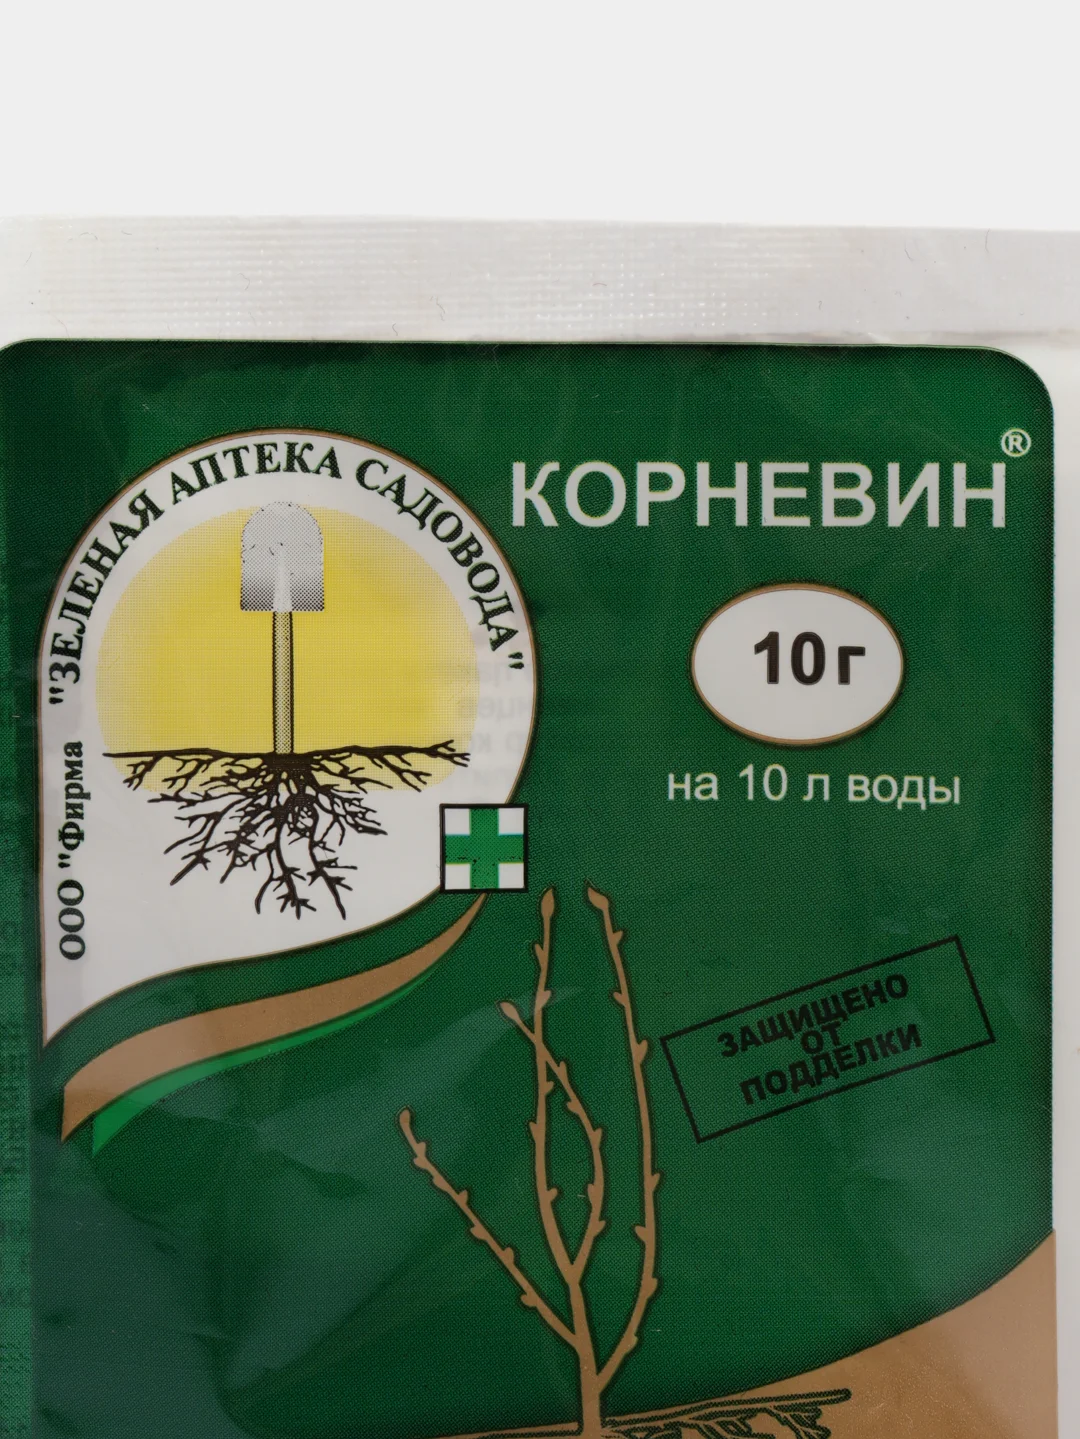 ООО "Фирма "ЗЕЛЕНАЯ АПТЕКА САДОВОДА"
КОРНЕВИН®
10г
на 10 л воды
ЗАЩИЩЕНО
ОТ
ПОДДЕЛКИ